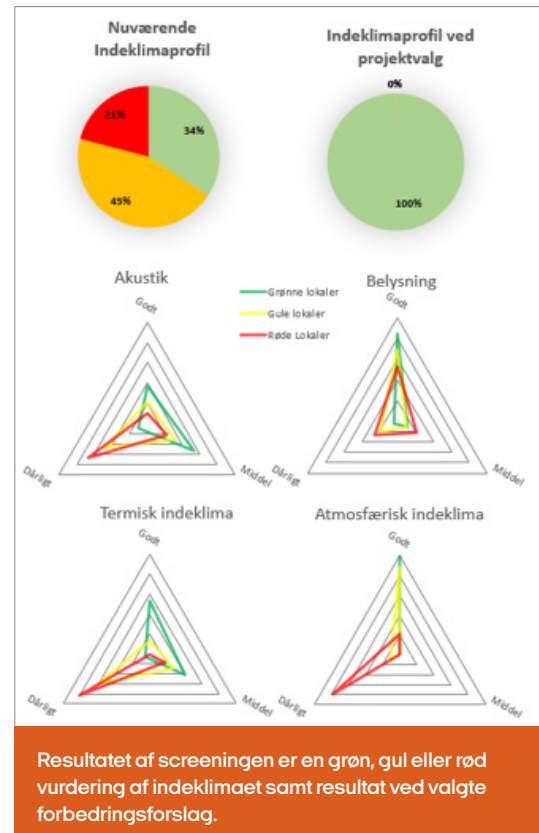 Nuværende
Indeklimaprofil
Indeklimaprofil ved
projektvalg
21%
34%
45%
0%
100%
Akustik
Godt
Dårligt
Middel
Grønne lokaler
Gule lokaler
Røde Lokaler
Belysning
Godt
Dårligt
Middel
Termisk indeklima
Godt
Dårligt
Middel
Atmosfærisk indeklima
Godt
Dårligt
Middel
Resultatet af screeningen er en grøn, gul eller rød
vurdering af indeklimaet samt resultat ved valgte
forbedringsforslag.